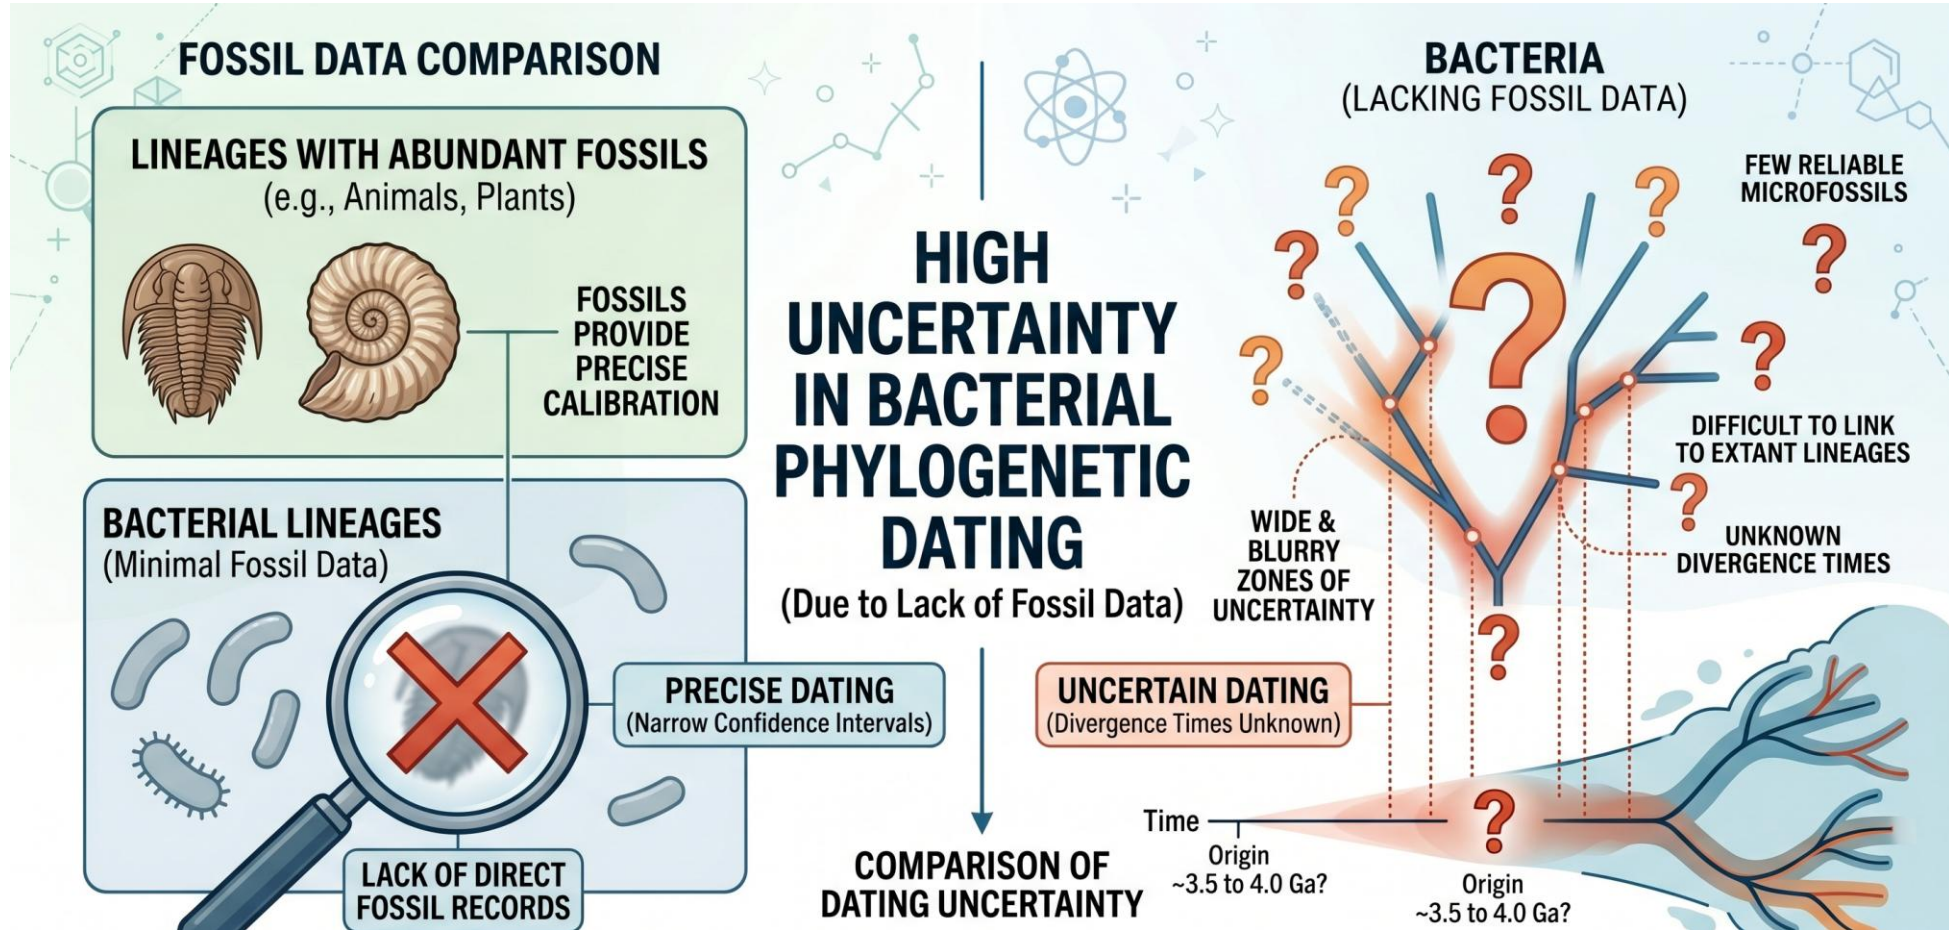 FOSSIL DATA COMPARISON
LINEAGES WITH ABUNDANT FOSSILS
(e.g., Animals, Plants)
FOSSILS
PROVIDE
PRECISE
CALIBRATION
BACTERIAL LINEAGES
(Minimal Fossil Data)
LACK OF DIRECT
FOSSIL RECORDS
PRECISE DATING
(Narrow Confidence Intervals)
HIGH
UNCERTAINTY
IN BACTERIAL
PHYLOGENETIC
DATING
(Due to Lack of Fossil Data)
COMPARISON OF
DATING UNCERTAINTY
BACTERIA
(LACKING FOSSIL DATA)
?
?
?
?
?
?
FEW RELIABLE
MICROFOSSILS
?
?
DIFFICULT TO LINK
TO EXTANT LINEAGES
?
UNKNOWN
DIVERGENCE TIMES
WIDE &
BLURRY
ZONES OF
UNCERTAINTY
?
UNCERTAIN DATING
(Divergence Times Unknown)
Time
?
Origin
~3.5 to 4.0 Ga?
Origin
~3.5 to 4.0 Ga?